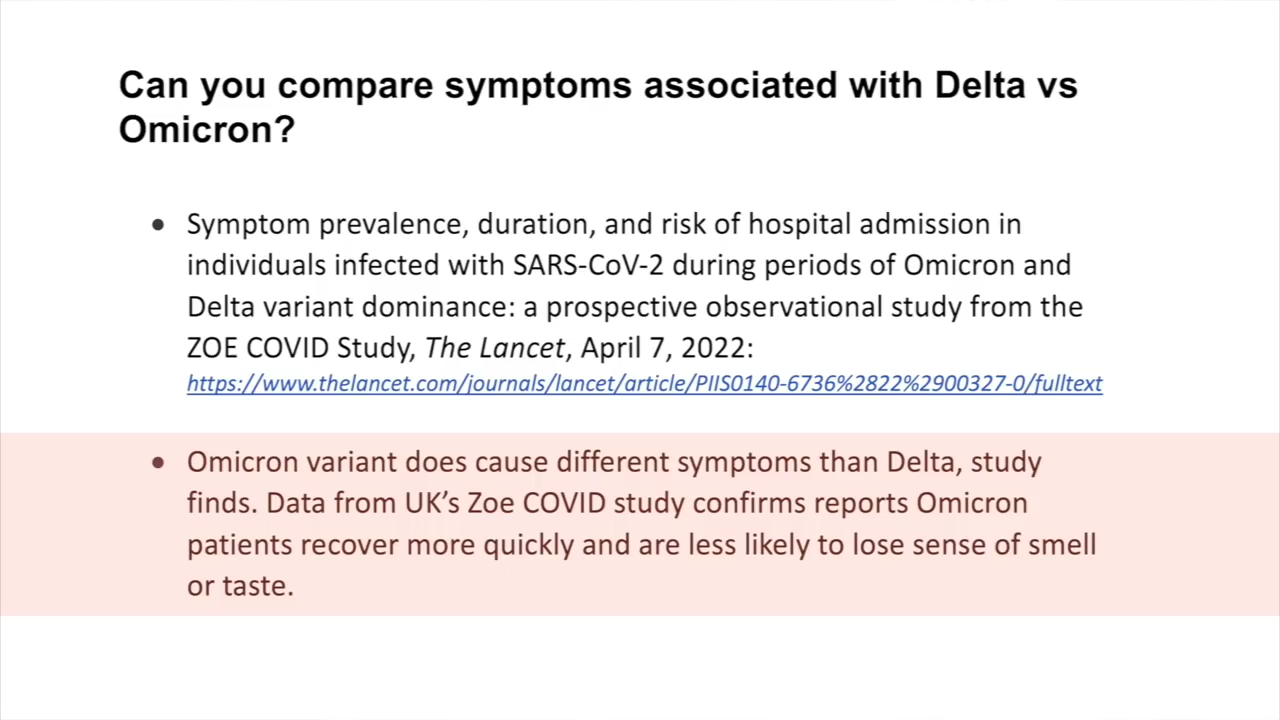 Can you compare symptoms associated with Delta vs
Omicron?
• Symptom prevalence, duration, and risk of hospital admission in
individuals infected with SARS-CoV-2 during periods of Omicron and
Delta variant dominance: a prospective observational study from the
ZOE COVID Study, The Lancet, April 7, 2022:
https://www.thelancet.com/journals/lancet/article/PIIS0140-6736%2822%2900327-0/fulltext
• Omicron variant does cause different symptoms than Delta, study
finds. Data from UK’s Zoe COVID study confirms reports Omicron
patients recover more quickly and are less likely to lose sense of smell
or taste.